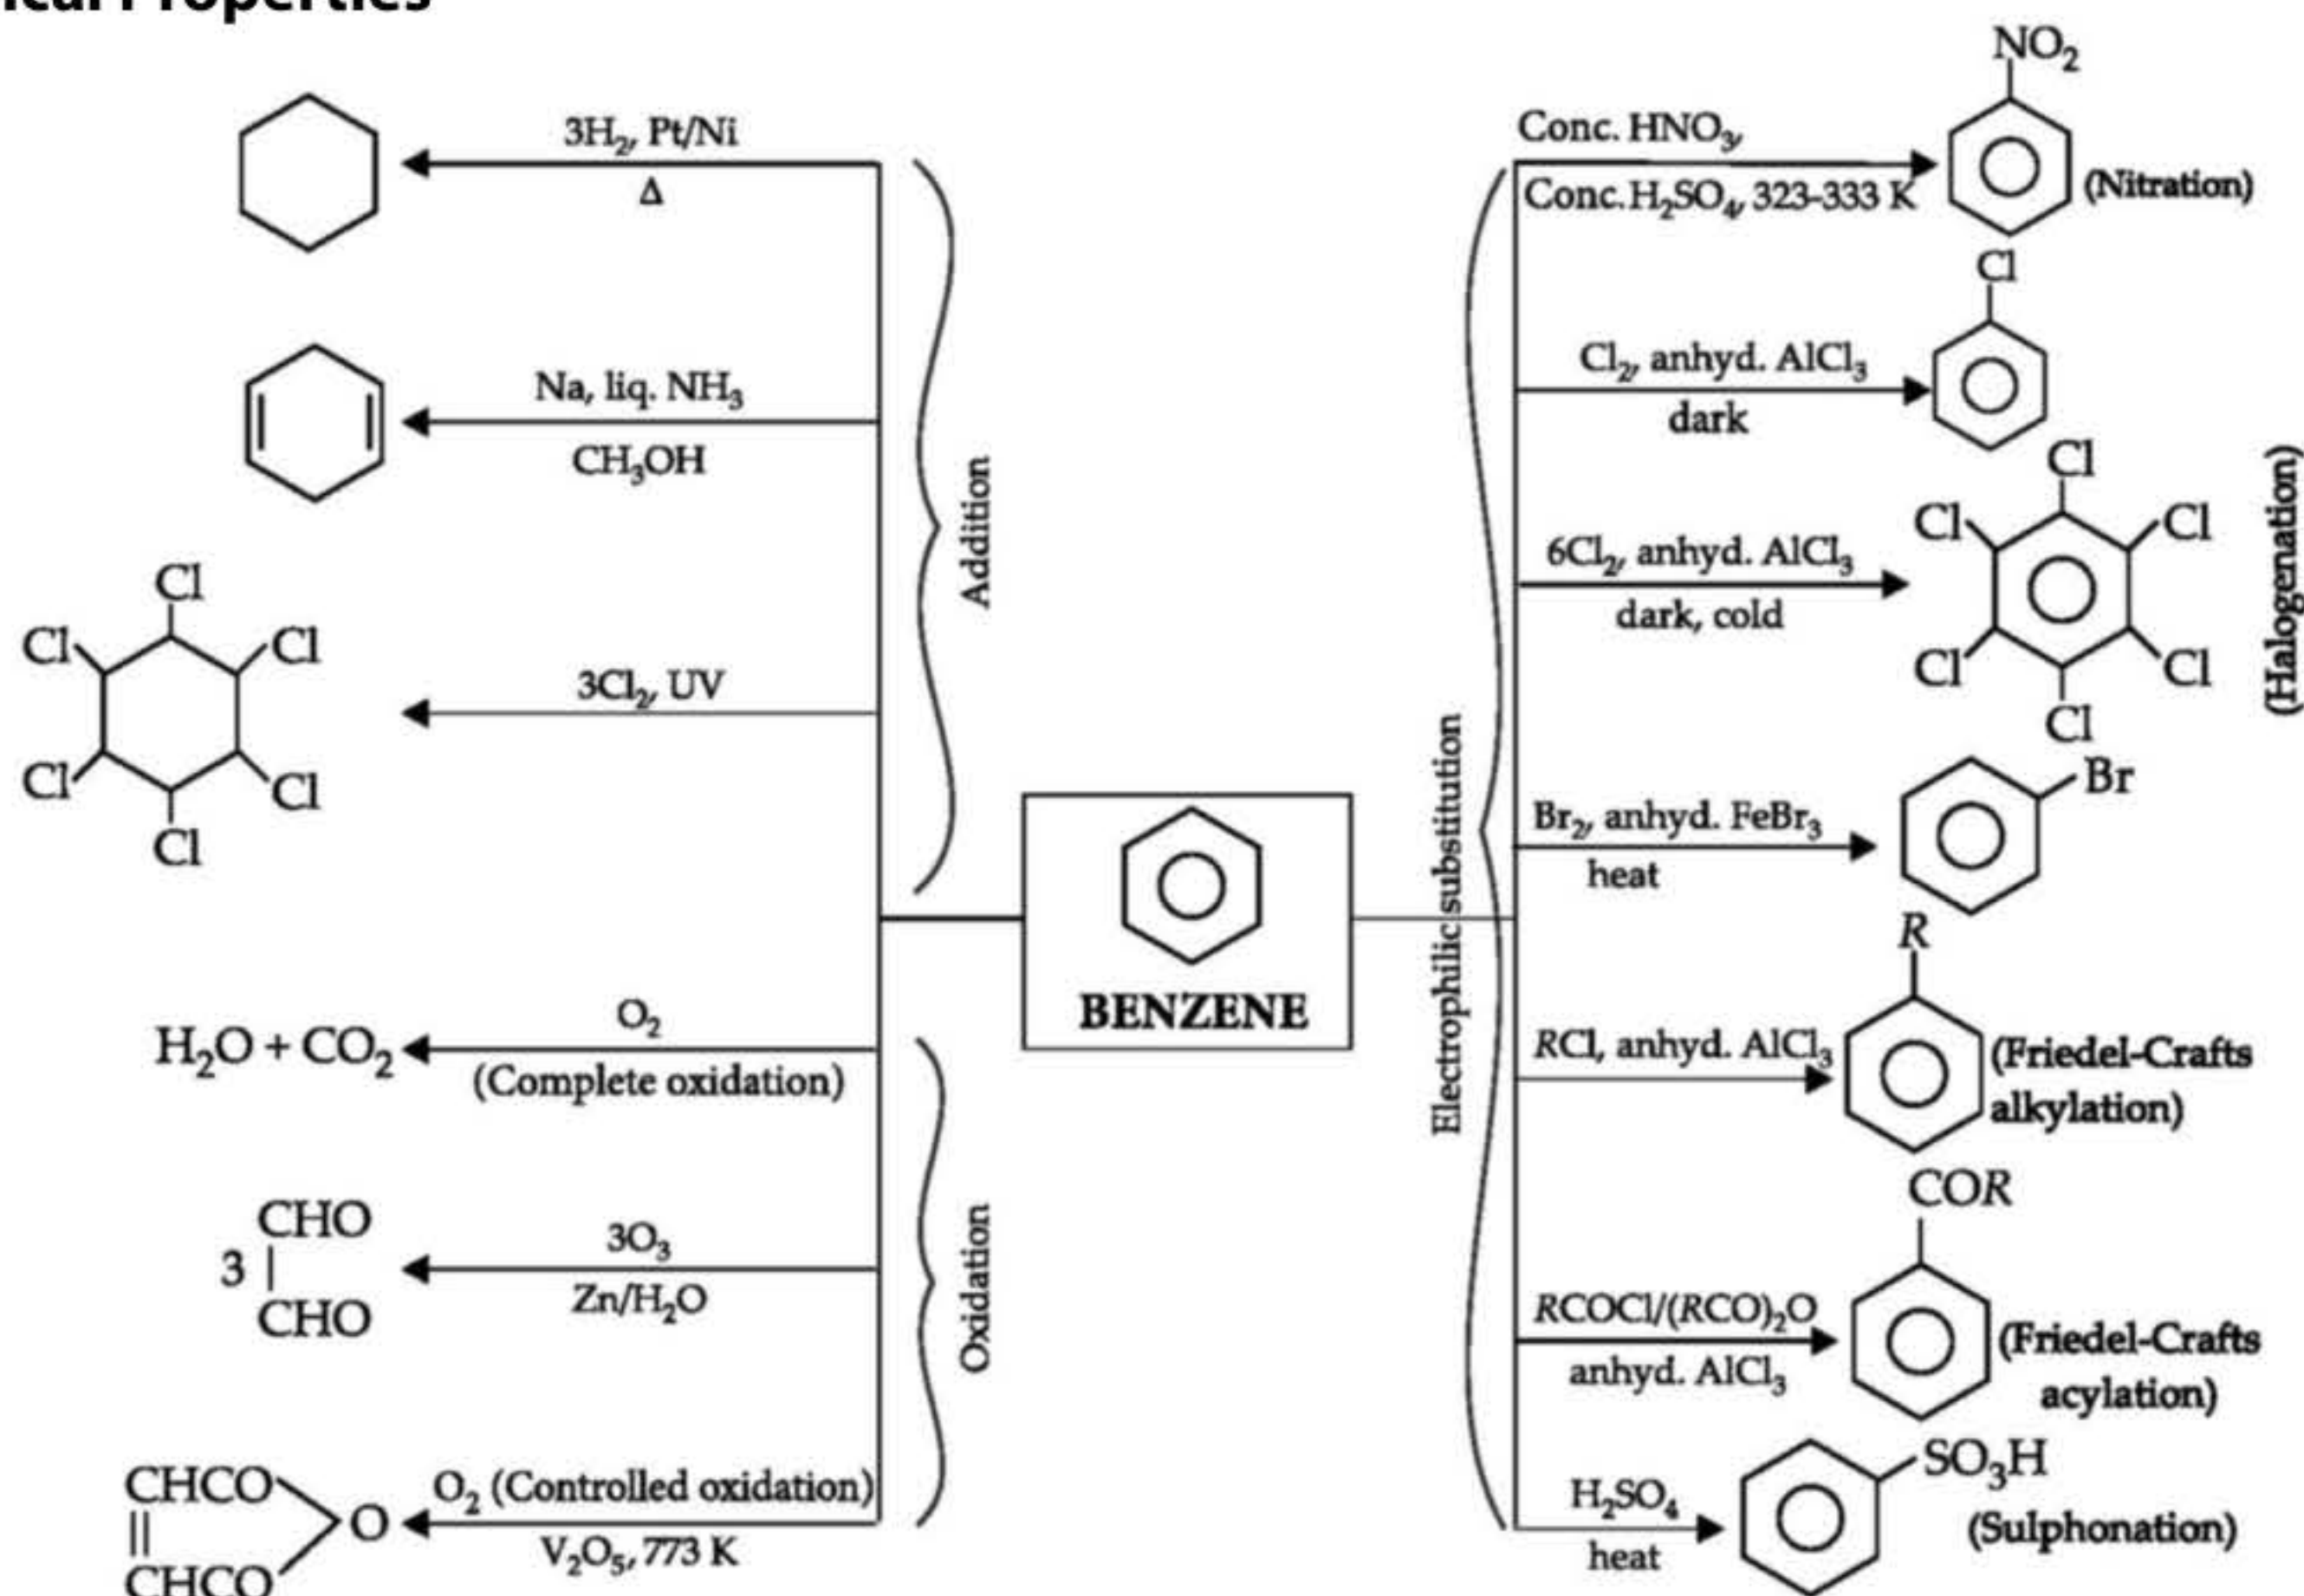 Properties
3H₂, Pt/Ni
Δ
Na, liq. NH₃
CH₃OH
Cl
Cl
Cl
Cl
Cl
Cl
3Cl₂, UV
Addition
H₂O + CO₂
O₂
(Complete oxidation)
CHO
3
CHO
3O₃
Zn/H₂O
Oxidation
CHCO
O
CHCO
O₂ (Controlled oxidation)
V₂O₅, 773 K
BENZENE
Electrophilic substitution
Conc. HNO₃,
Conc. H₂SO₄, 323-333 K
NO₂
(Nitration)
Cl₂, anhyd. AlCl₃
dark
Cl
6Cl₂, anhyd. AlCl₃
dark, cold
Cl
Cl
Cl
Cl
Cl
Cl
(Halogenation)
Br₂, anhyd. FeBr₃
heat
Br
RCl, anhyd. AlCl₃
R
(Friedel-Crafts
alkylation)
RCOCl/(RCO)₂O
anhyd. AlCl₃
COR
(Friedel-Crafts
acylation)
H₂SO₄
heat
SO₃H
(Sulphonation)